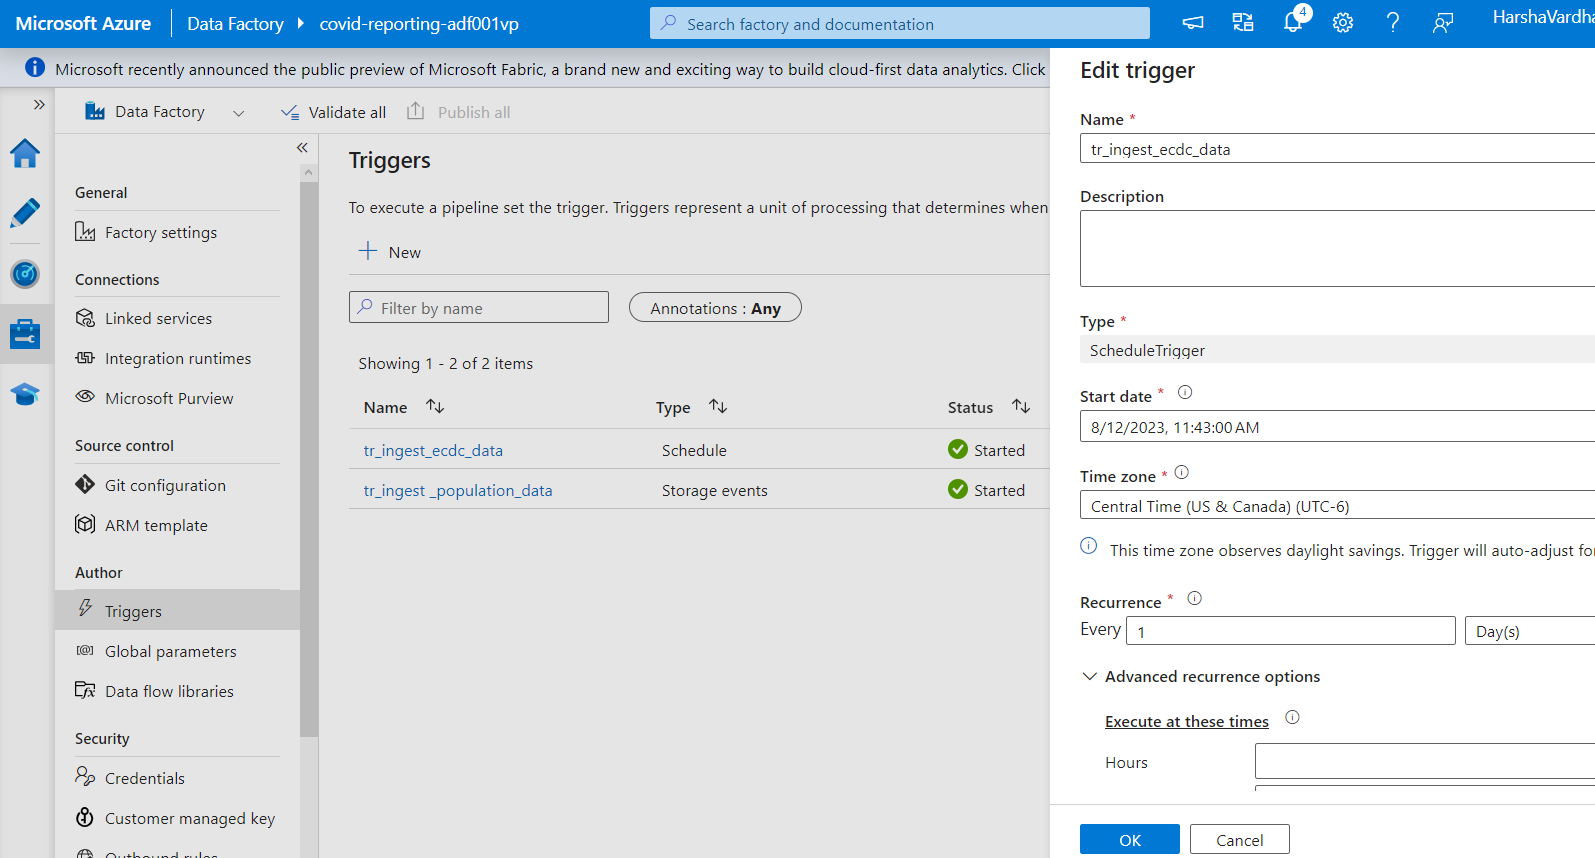 Microsoft Azure
Data Factory
covid-reporting-adf001vp
Search factory and documentation
4
HarshaVardha
Microsoft recently announced the public preview of Microsoft Fabric, a brand new and exciting way to build cloud-first data analytics. Click
Data Factory
Validate all
Publish all
General
Factory settings
Connections
Linked services
Integration runtimes
Microsoft Purview
Source control
Git configuration
ARM template
Author
Triggers
Global parameters
Data flow libraries
Security
Credentials
Customer managed key
Outbound rules
Triggers
To execute a pipeline set the trigger. Triggers represent a unit of processing that determines when
New
Filter by name
Annotations : Any
Showing 1 - 2 of 2 items
Name Type Status
tr_ingest_ecdc_data Schedule Started
tr_ingest _population_data Storage events Started
Edit trigger
Name *
tr_ingest_ecdc_data
Description
Type *
ScheduleTrigger
Start date *
8/12/2023, 11:43:00 AM
Time zone *
Central Time (US & Canada) (UTC-6)
This time zone observes daylight savings. Trigger will auto-adjust for
Recurrence *
Every 1 Day(s)
Advanced recurrence options
Execute at these times
Hours
OK Cancel